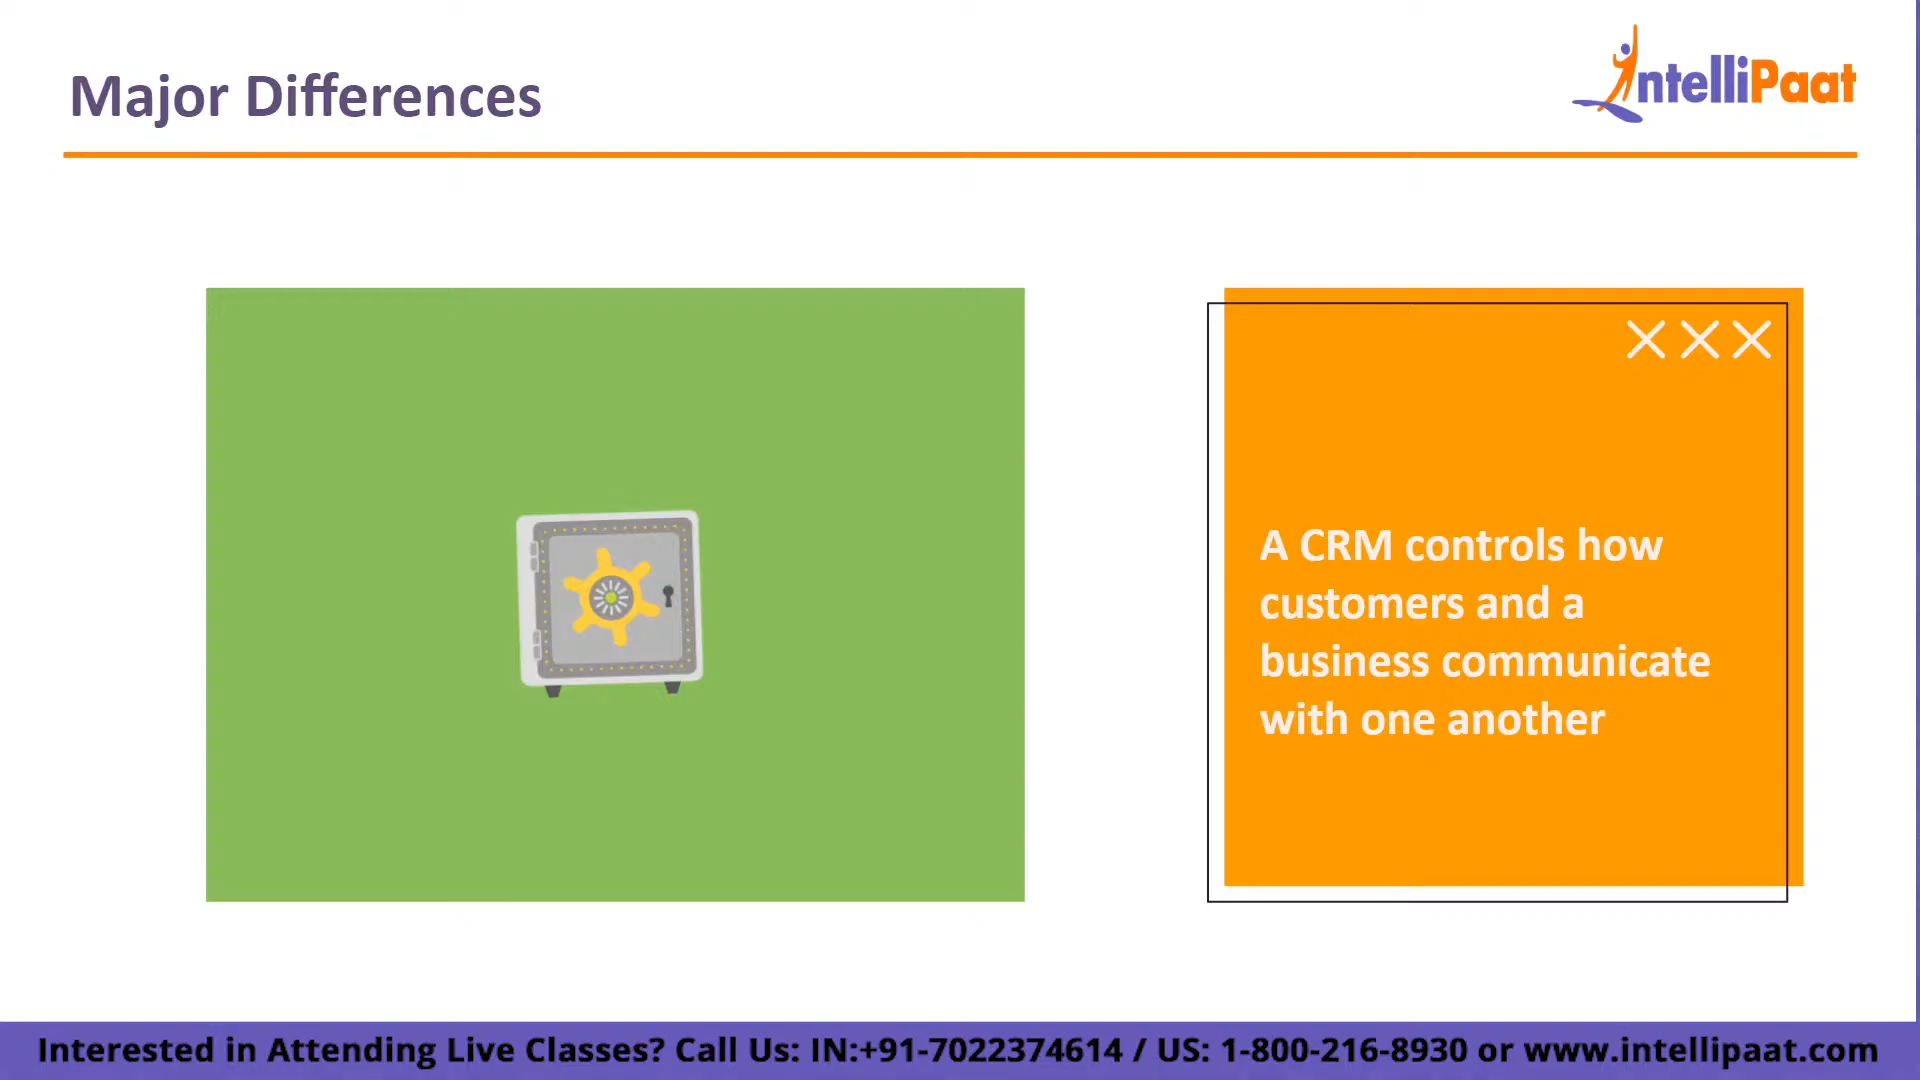 Major Differences
IntelliPaat
A CRM controls how
customers and a
business communicate
with one another
Interested in Attending Live Classes? Call Us: IN:+91-7022374614 / US: 1-800-216-8930 or www.intellipaat.com